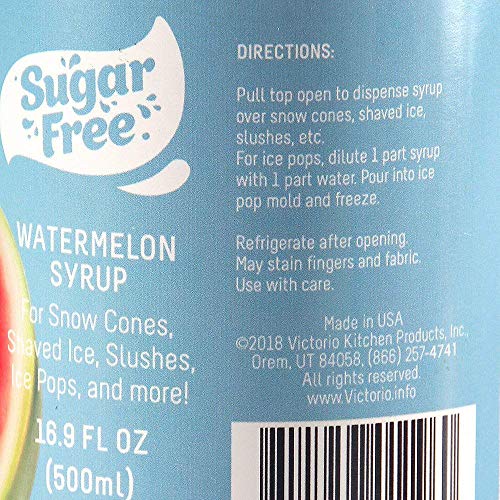 Sugar
Free
WATERMELON
SYRUP
For Snow Cones,
Shaved Ice, Slushes,
Ice Pops, and more!
16.9 FL OZ
(500ml)
DIRECTIONS:
Pull top open to dispense syrup
over snow cones, shaved ice,
slushes, etc.
For ice pops, dilute 1 part syrup
with 1 part water. Pour into ice
pop mold and freeze.
Refrigerate after opening.
May stain fingers and fabric.
Use with care.
Made in USA
©2018 Victorio Kitchen Products, Inc.
Orem, UT 84058, (866) 257-4741
All rights reserved.
www.Victorio.info